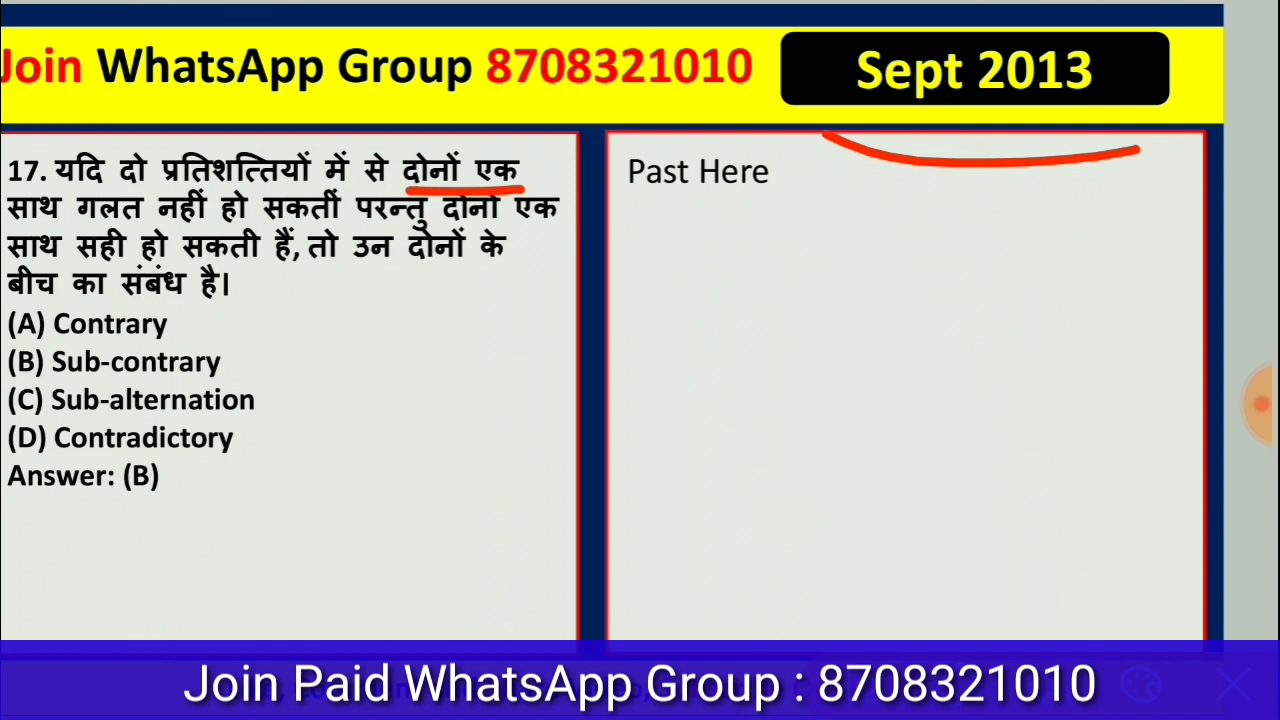 Join WhatsApp Group 8708321010
Sept 2013
17. यदि दो प्रतिशत्तियों में से दोनों एक
साथ गलत नहीं हो सकतीं परन्तु दोनों एक
साथ सही हो सकती हैं, तो उन दोनों के
बीच का संबंध है।
(A) Contrary
(B) Sub-contrary
(C) Sub-alternation
(D) Contradictory
Answer: (B)
Past Here
Join Paid WhatsApp Group : 8708321010